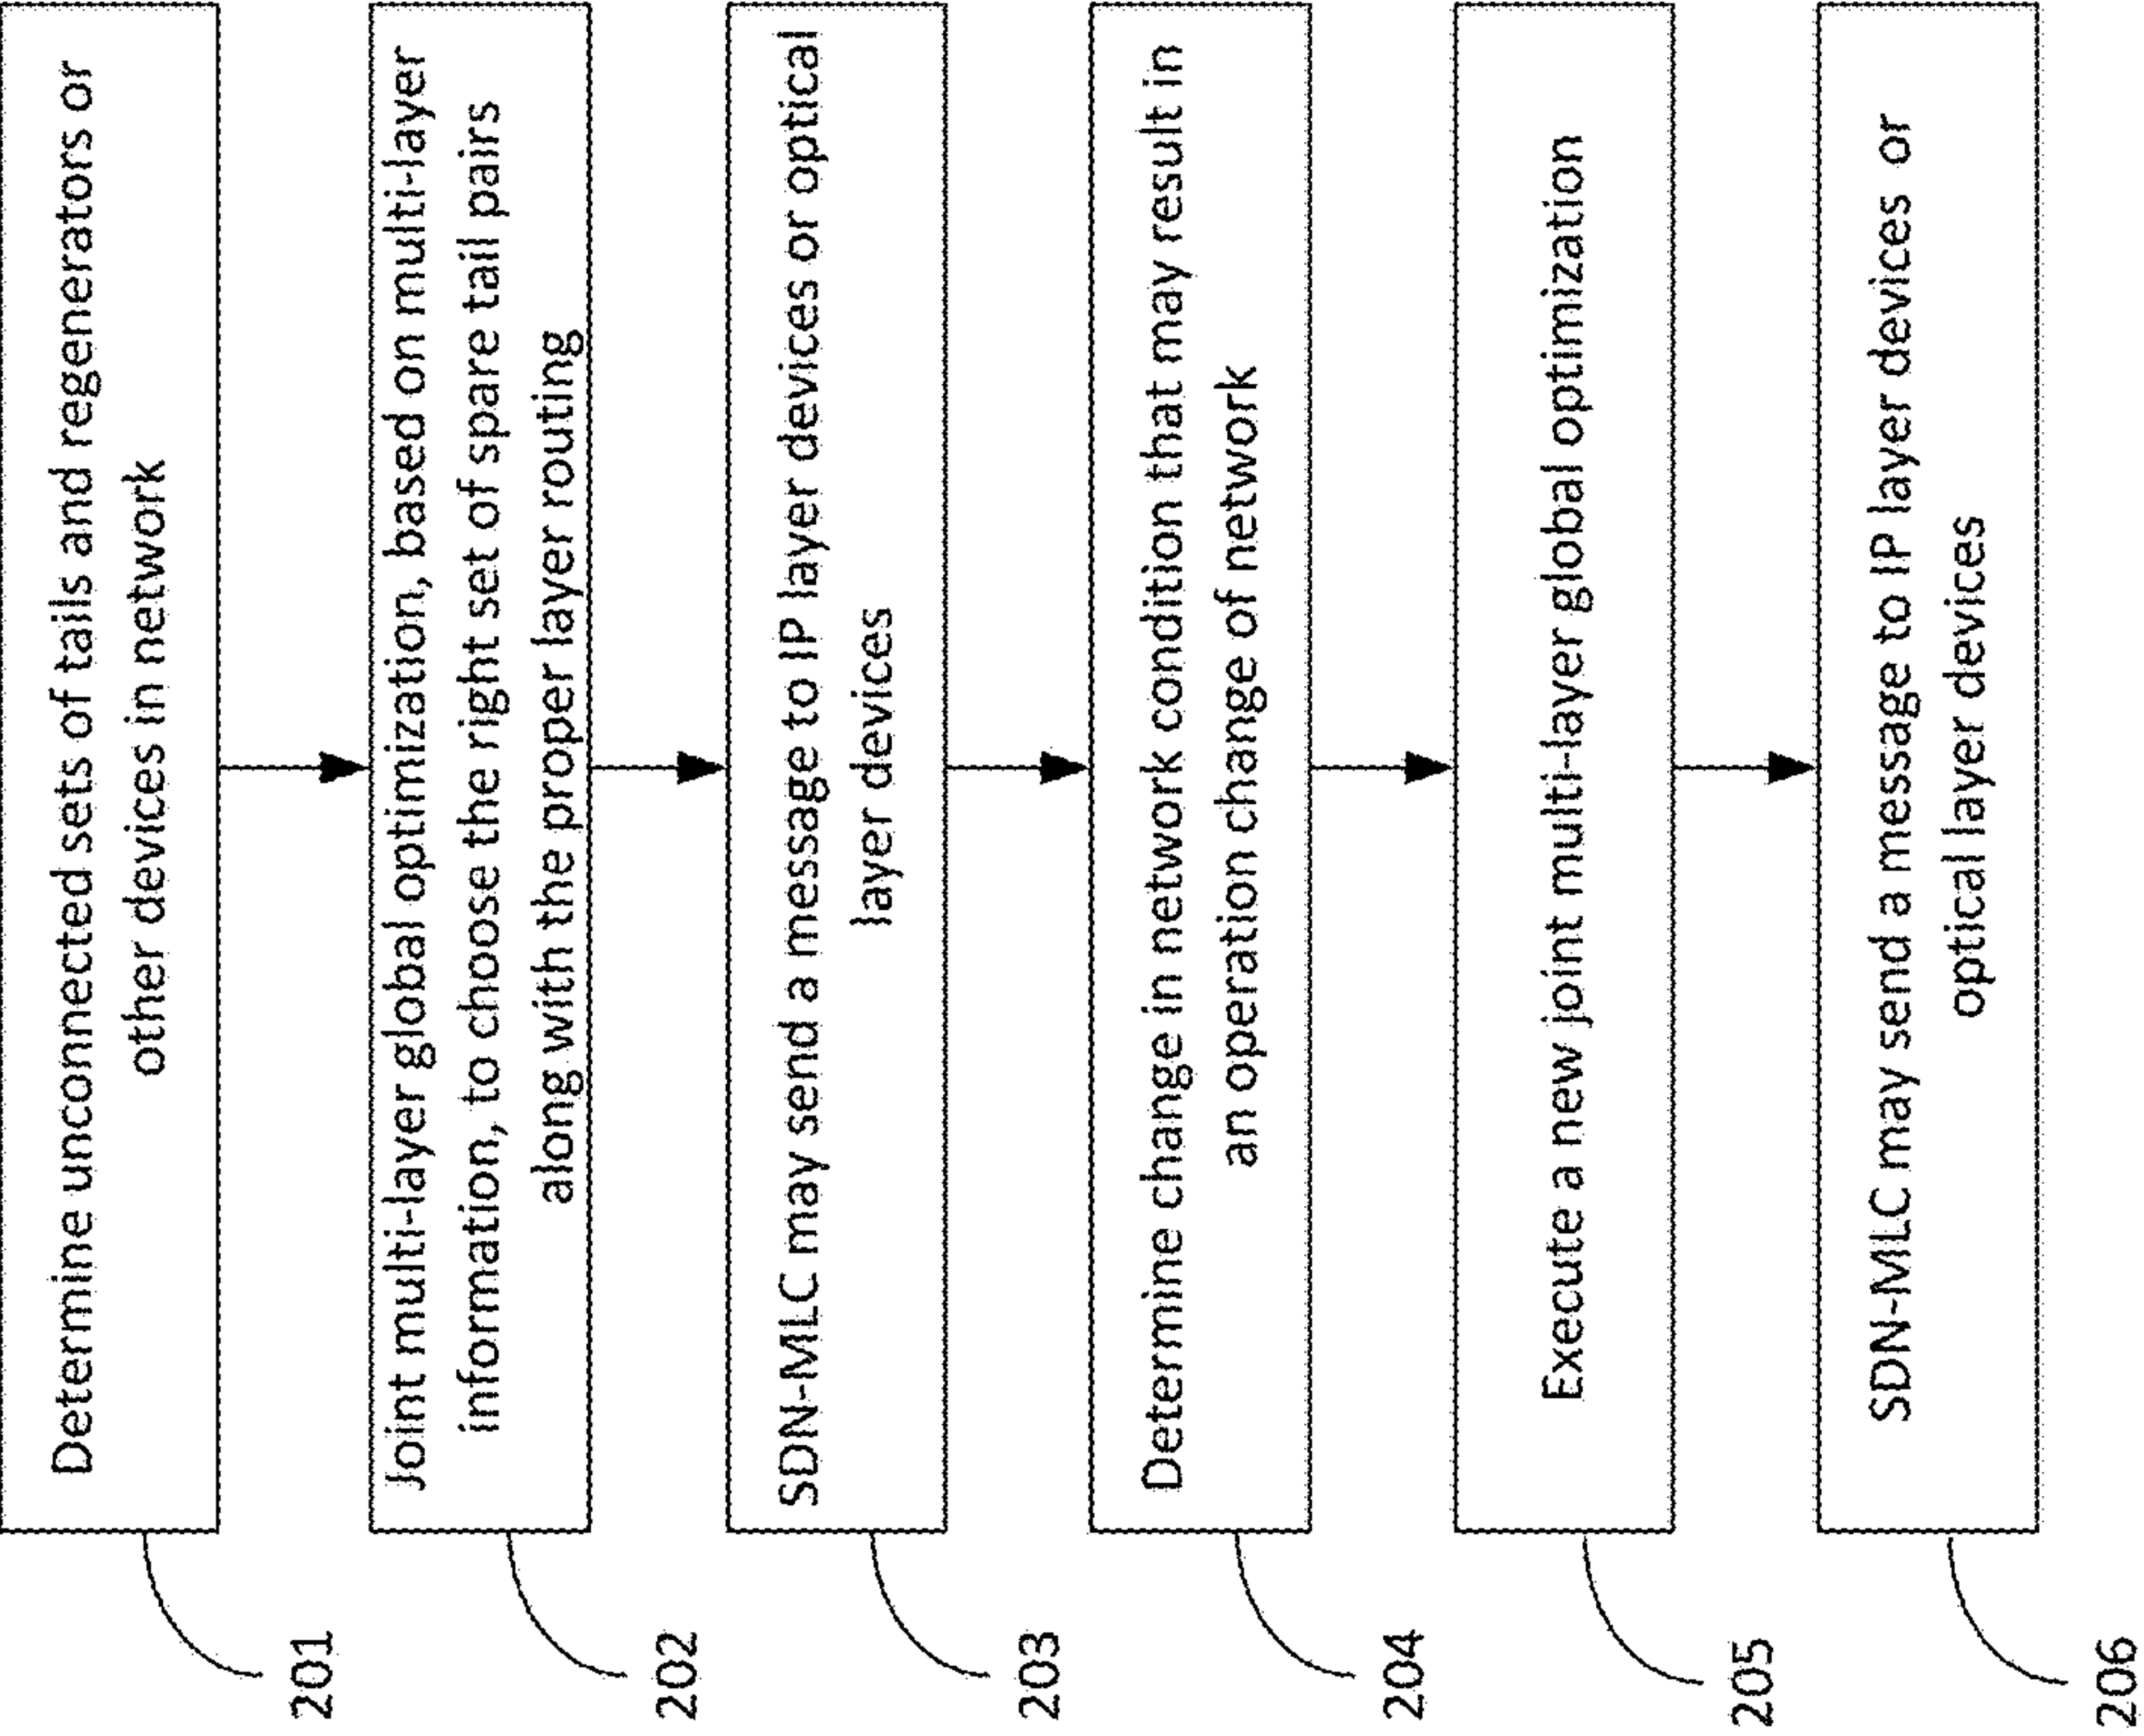 201
Determine unconnected sets of tails and regenerators or
other devices in network
202
Joint multi-layer global optimization, based on multi-layer
information, to choose the right set of spare tail pairs
along with the proper layer routing
203
SDN-MLC may send a message to IP layer devices or optical
layer devices
204
Determine change in network condition that may result in
an operation change of network
205
Execute a new joint multi-layer global optimization
206
SDN-MLC may send a message to IP layer devices or
optical layer devices